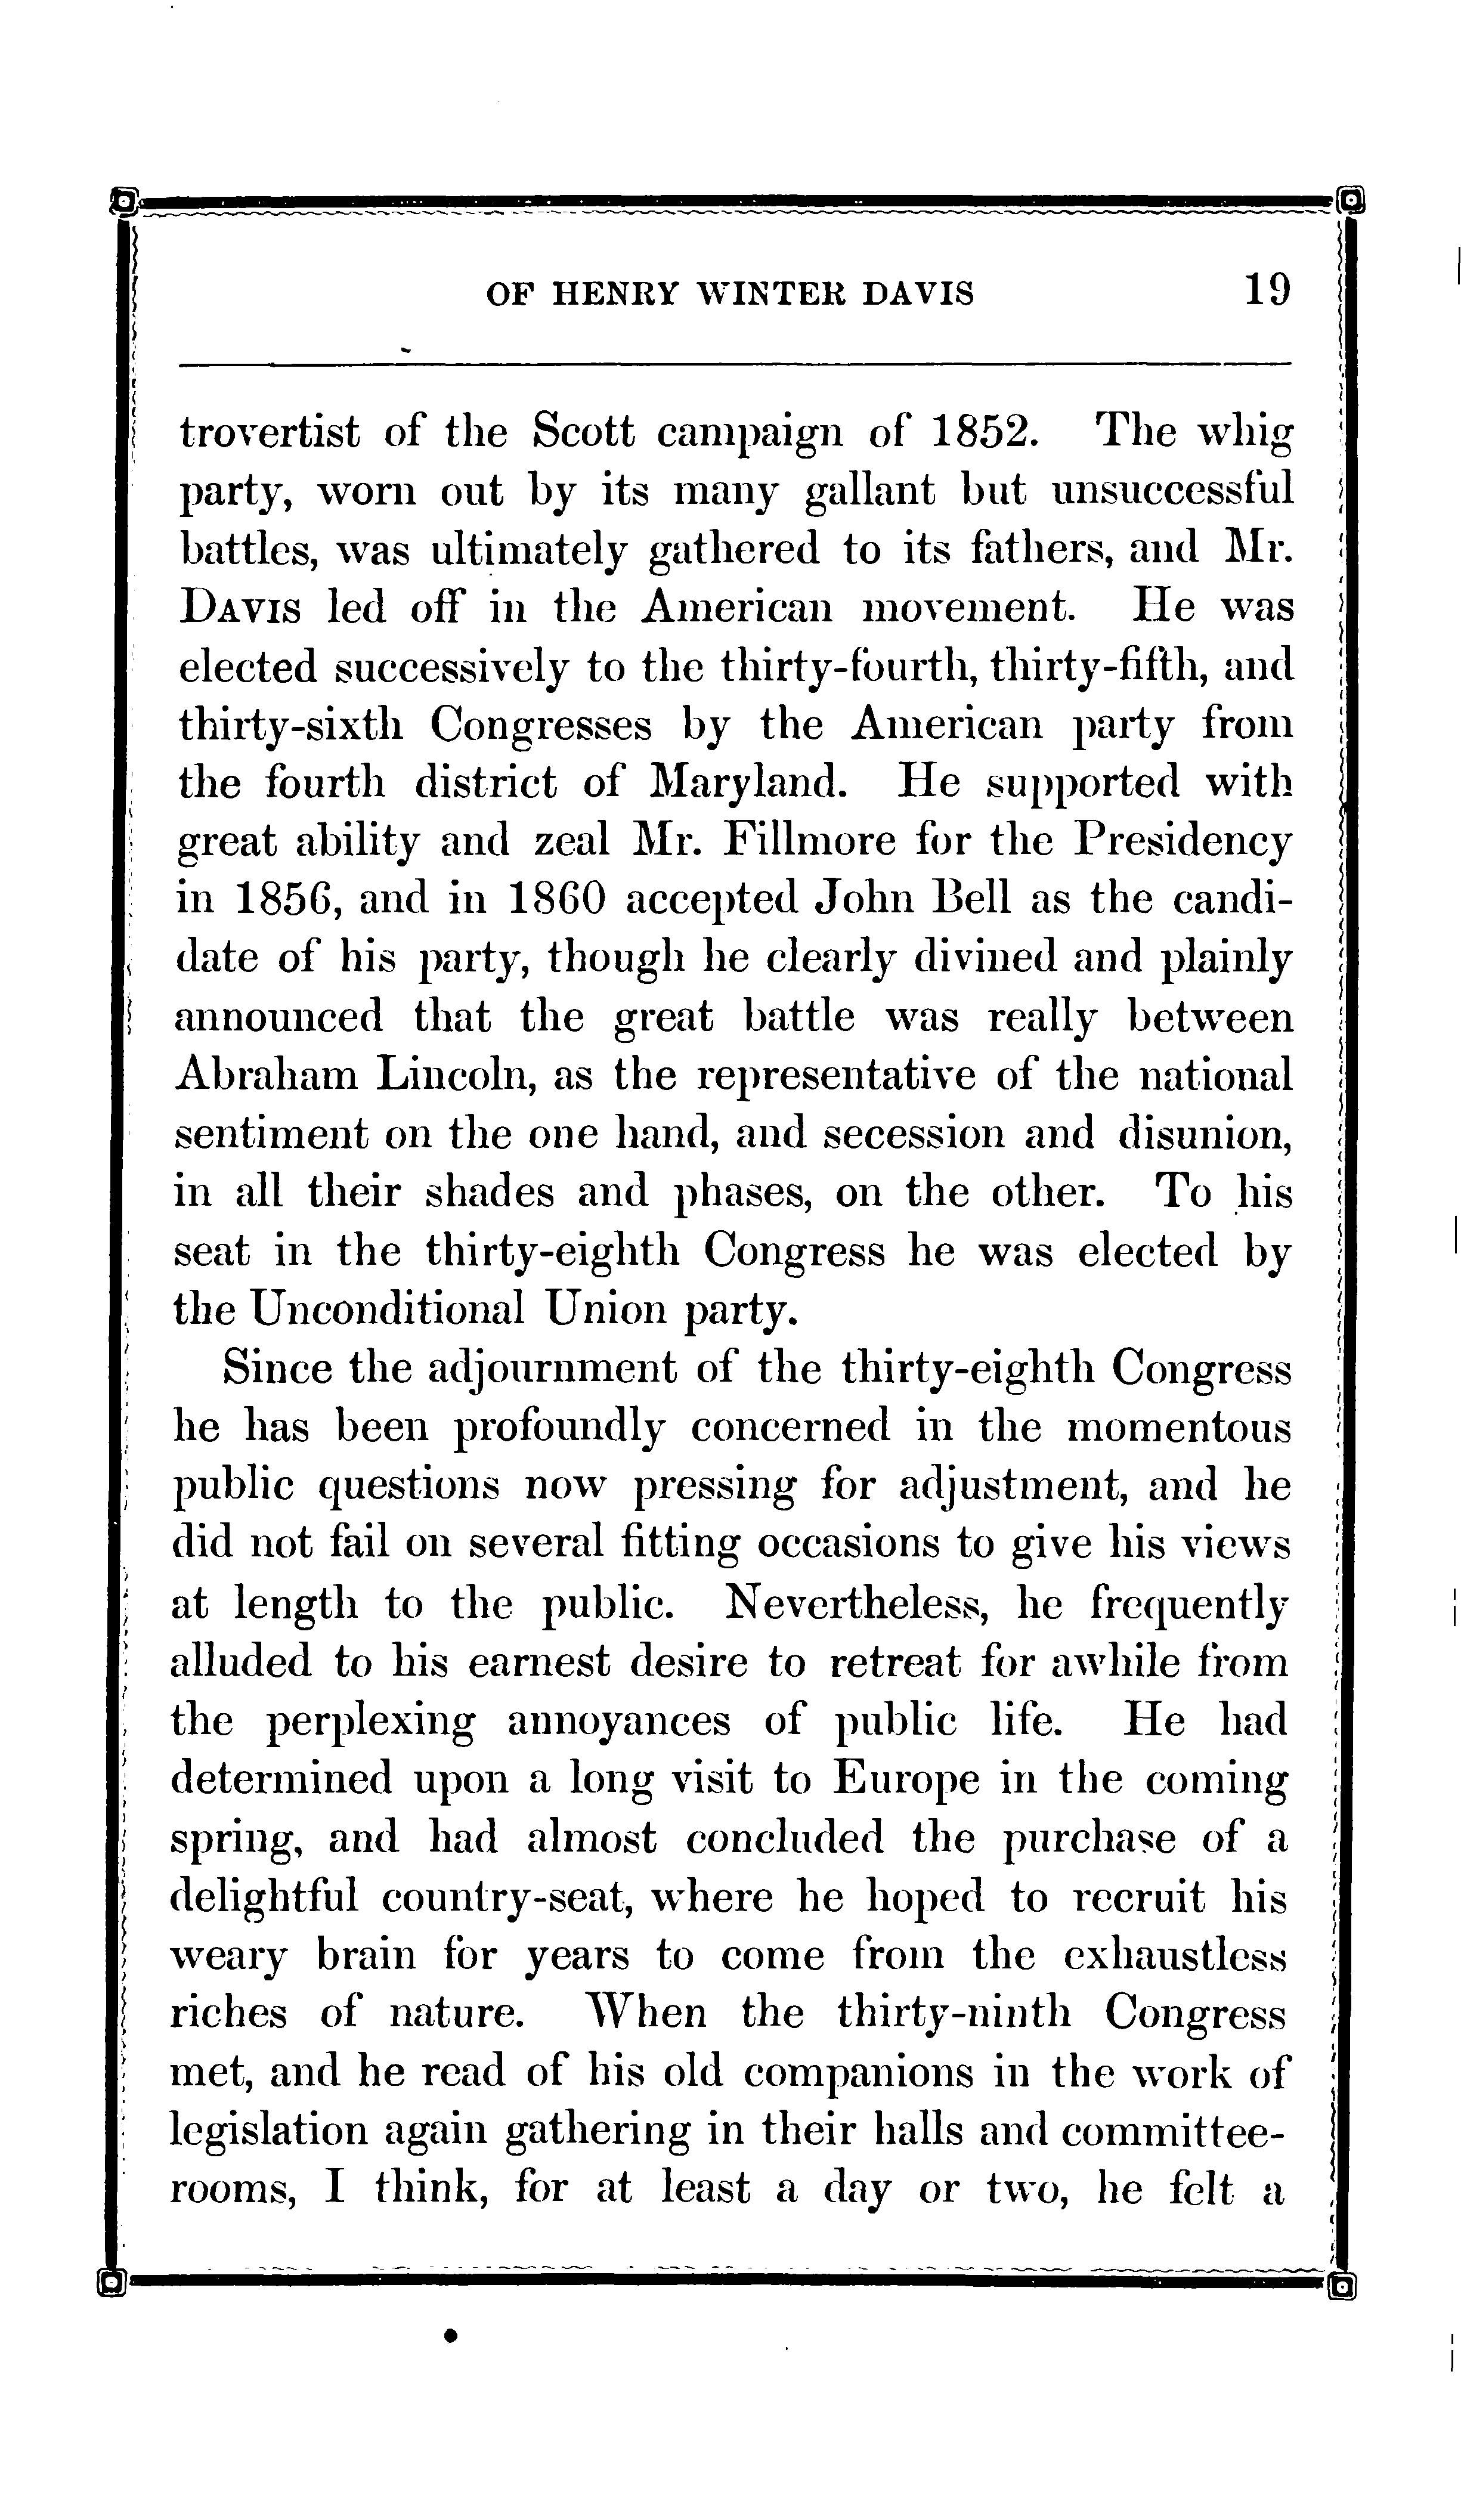 OF HENRY WINTER DAVIS 19
trovertist of the Scott campaign of 1852. The whig
party, worn out by its many gallant but unsuccessful
battles, was ultimately gathered to its fathers, and Mr.
DAVIS led off in the American movement. He was
elected successively to the thirty-fourth, thirty-fifth, and
thirty-sixth Congresses by the American party from
the fourth district of Maryland. He supported with
great ability and zeal Mr. Fillmore for the Presidency
in 1856, and in 1860 accepted John Bell as the candi-
date of his party, though he clearly divined and plainly
announced that the great battle was really between
Abraham Lincoln, as the representative of the national
sentiment on the one hand, and secession and disunion,
in all their shades and phases, on the other. To his
seat in the thirty-eighth Congress he was elected by
the Unconditional Union party.
Since the adjournment of the thirty-eighth Congress
he has been profoundly concerned in the momentous
public questions now pressing for adjustment, and he
did not fail on several fitting occasions to give his views
at length to the public. Nevertheless, he frequently
alluded to his earnest desire to retreat for awhile from
the perplexing annoyances of public life. He had
determined upon a long visit to Europe in the coming
spring, and had almost concluded the purchase of a
delightful country-seat, where he hoped to recruit his
weary brain for years to come from the exhaustless
riches of nature. When the thirty-ninth Congress
met, and he read of his old companions in the work of
legislation again gathering in their halls and committee-
rooms, I think, for at least a day or two, he felt a